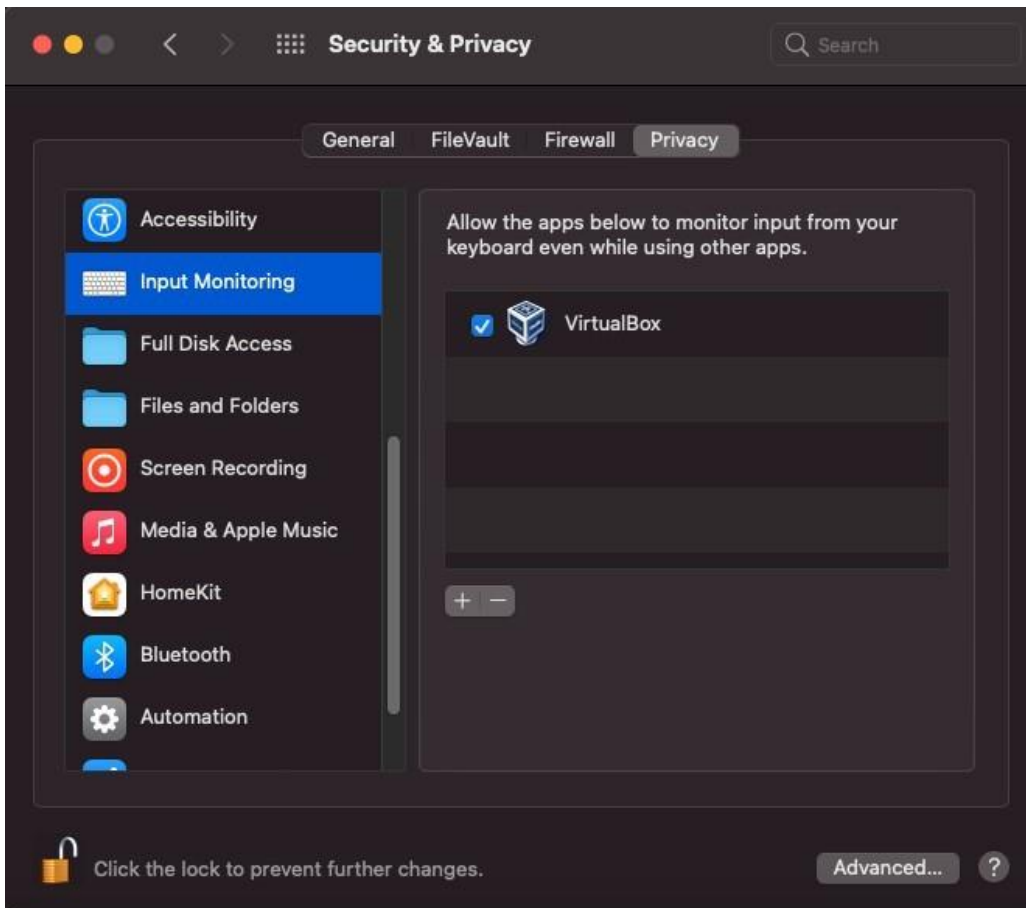 Security & Privacy
Search
General
FileVault
Firewall
Privacy
Accessibility
Input Monitoring
Full Disk Access
Files and Folders
Screen Recording
Media & Apple Music
HomeKit
Bluetooth
Automation
Allow the apps below to monitor input from your
keyboard even while using other apps.
VirtualBox
+ −
Click the lock to prevent further changes.
Advanced...
?